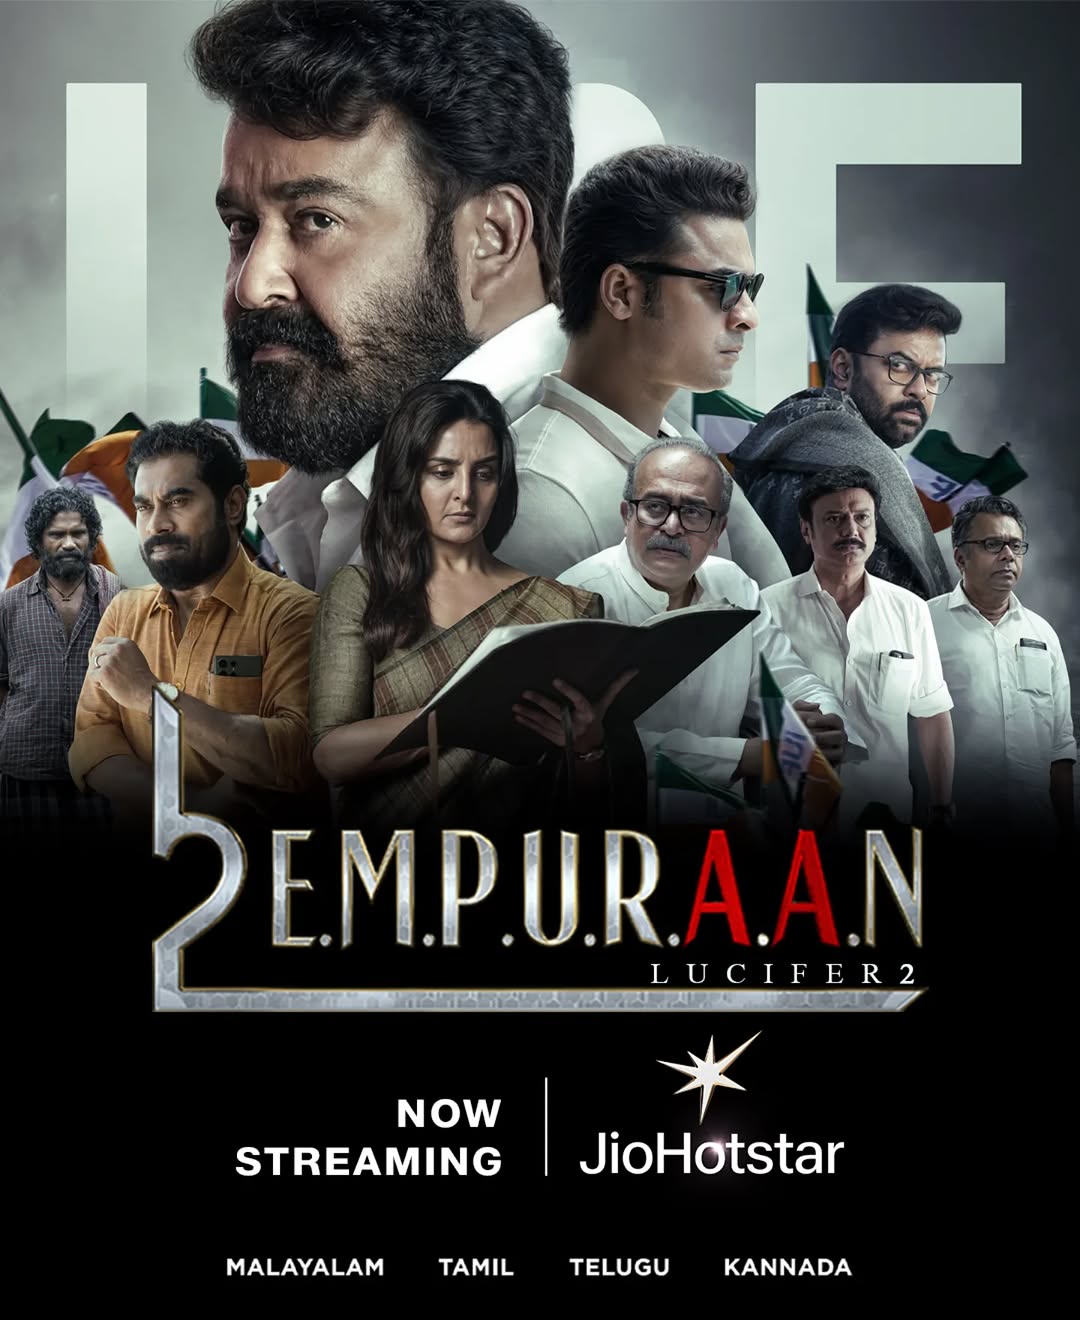 L2E
E.M.P.U.R.A.A.N
LUCIFER 2
NOW
STREAMING
JioHotstar
MALAYALAM TAMIL TELUGU KANNADA